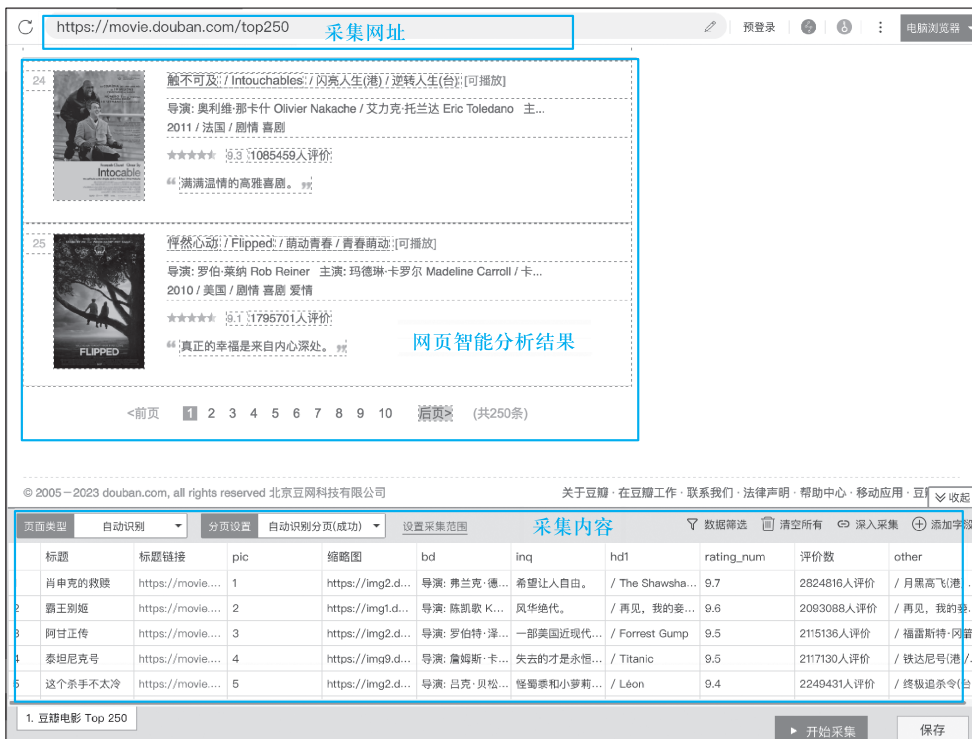 https://movie.douban.com/top250
采集网址
预登录
电脑浏览器
24
触不可及 / Intouchables / 闪亮人生(港) / 逆转人生(台) [可播放]
导演: 奥利维·那卡什 Olivier Nakache / 艾力克·托兰达 Eric Toledano 主...
2011 / 法国 / 剧情 喜剧
9.3 1085459人评价
“满满温情的高雅喜剧。”
Intocable
25
怦然心动 / Flipped / 萌动青春 / 青春萌动 [可播放]
导演: 罗伯·莱纳 Rob Reiner 主演: 玛德琳·卡罗尔 Madeline Carroll / 卡...
2010 / 美国 / 剧情 喜剧 爱情
9.1 1795701人评价
“真正的幸福是来自内心深处。”
FLIPPED
网页智能分析结果
<前页 1 2 3 4 5 6 7 8 9 10 后页> (共250条)
© 2005－2023 douban.com, all rights reserved 北京豆网科技有限公司
关于豆瓣 · 在豆瓣工作 · 联系我们 · 法律声明 · 帮助中心 · 移动应用 · 豆
收起
页面类型 自动识别 分页设置 自动识别分页(成功) 设置采集范围 采集内容 数据筛选 清空所有 深入采集 添加字段
标题 标题链接 pic 缩略图 bd inq hd1 rating_num 评价数 other
肖申克的救赎 https://movie.... 1 https://img2.d... 导演: 弗兰克·德... 希望让人自由。 / The Shawsha... 9.7 2824816人评价 / 月黑高飞(港)...
2 霸王别姬 https://movie.... 2 https://img1.d... 导演: 陈凯歌 K... 风华绝代。 / 再见，我的妾... 9.6 2093088人评价 / 再见，我的妾...
3 阿甘正传 https://movie.... 3 https://img2.d... 导演: 罗伯特·泽... 一部美国近现代... / Forrest Gump 9.5 2115136人评价 / 福雷斯特·冈
4 泰坦尼克号 https://movie.... 4 https://img9.d... 导演: 詹姆斯·卡... 失去的才是永恒... / Titanic 9.5 2117130人评价 / 铁达尼号(港 /...
5 这个杀手不太冷 https://movie.... 5 https://img2.d... 导演: 吕克·贝松... 怪蜀黍和小萝莉... / Léon 9.4 2249431人评价 / 终极追杀令(台
1. 豆瓣电影 Top 250
开始采集
保存